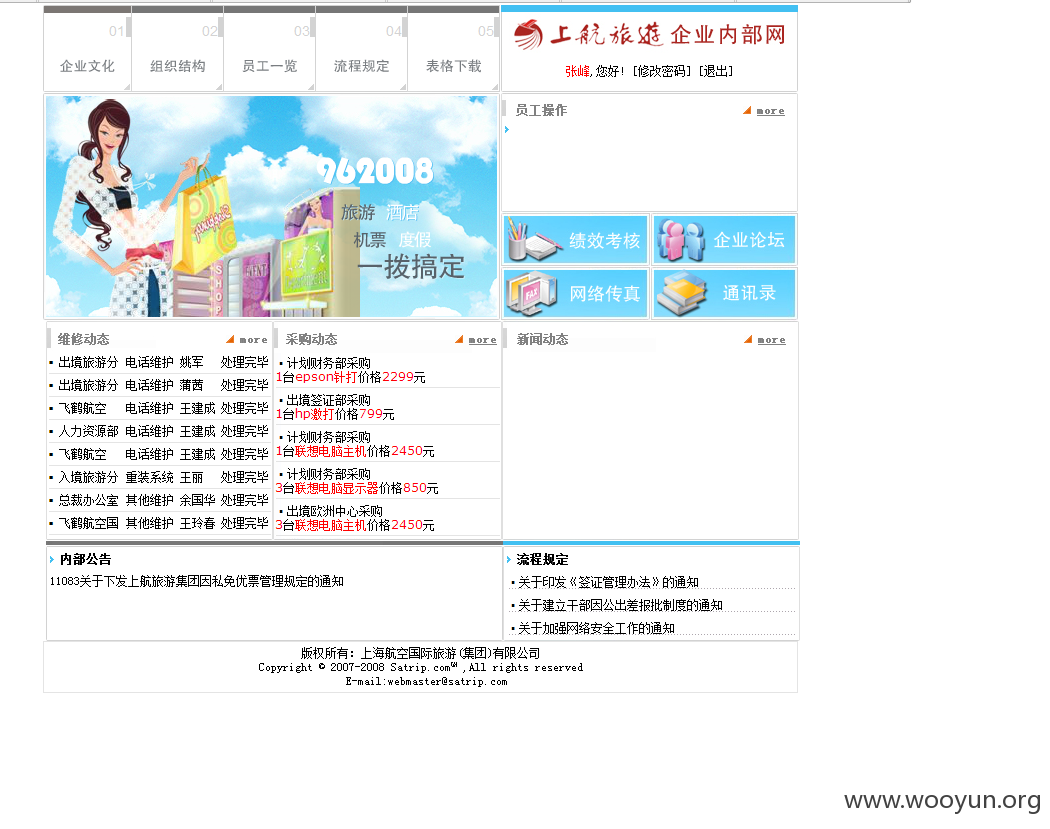 01 02 03 04 05
企业文化 组织结构 员工一览 流程规定 表格下载
上航旅游 企业内部网
张峰,您好! [修改密码] [退出]
员工操作 more
962008
旅游 酒店
机票 度假
一拨搞定
SHOP
EVENT
绩效考核 企业论坛
FAX
网络传真 通讯录
维修动态 more
出境旅游分 电话维护 姚军 处理完毕
出境旅游分 电话维护 蒲茜 处理完毕
飞鹤航空 电话维护 王建成 处理完毕
人力资源部 电话维护 王建成 处理完毕
飞鹤航空 电话维护 王建成 处理完毕
入境旅游分 重装系统 王丽 处理完毕
总裁办公室 其他维护 余国华 处理完毕
飞鹤航空国 其他维护 王玲春 处理完毕
采购动态 more
计划财务部采购
1台epson针打价格2299元
出境签证部采购
1台hp激打价格799元
计划财务部采购
1台联想电脑主机价格2450元
计划财务部采购
3台联想电脑显示器价格850元
出境欧洲中心采购
3台联想电脑主机价格2450元
新闻动态 more
内部公告
11083关于下发上航旅游集团因私免优票管理规定的通知
流程规定
关于印发《签证管理办法》的通知
关于建立干部因公出差报批制度的通知
关于加强网络安全工作的通知
版权所有：上海航空国际旅游(集团)有限公司
Copyright © 2007-2008 Satrip.com℠ ,All rights reserved
E-mail:webmaster@satrip.com
www.wooyun.org